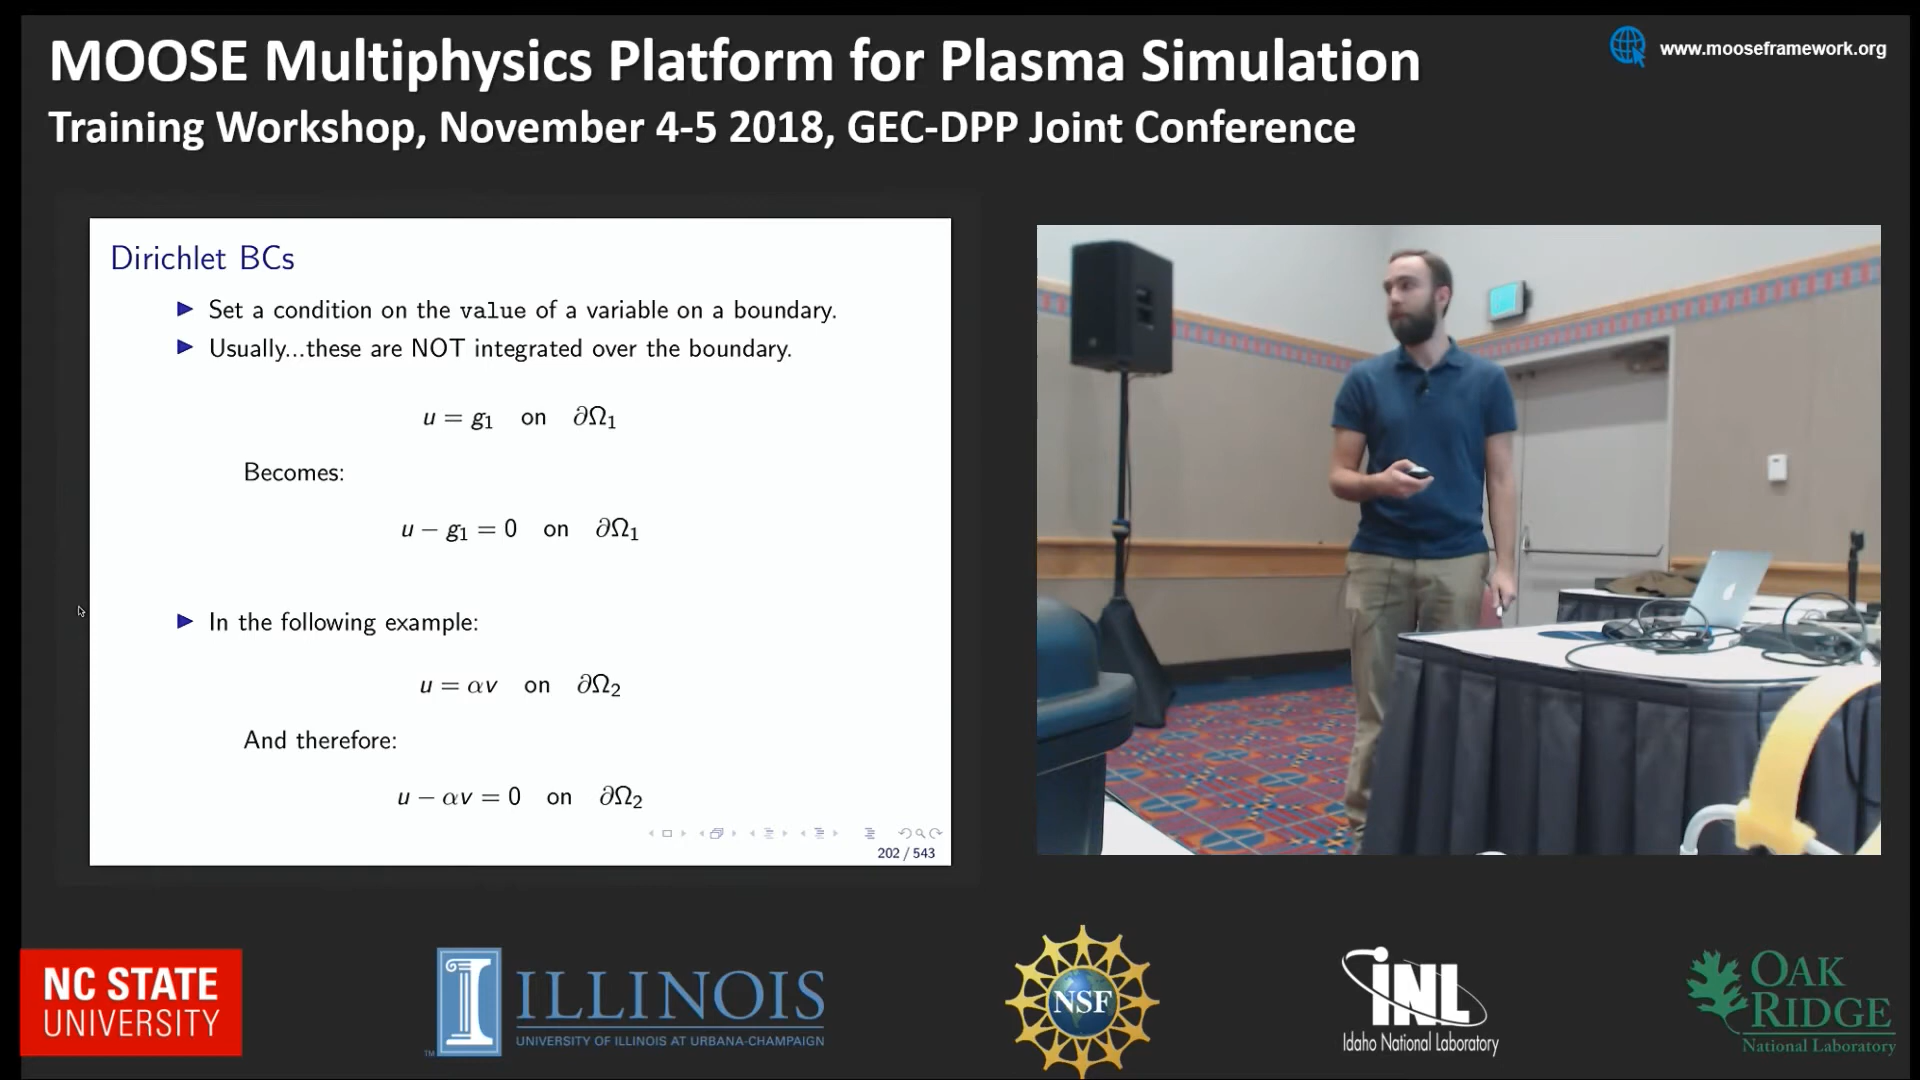 MOOSE Multiphysics Platform for Plasma Simulation
www.mooseframework.org
Training Workshop, November 4-5 2018, GEC-DPP Joint Conference
Dirichlet BCs
Set a condition on the value of a variable on a boundary.
Usually...these are NOT integrated over the boundary.
u = g₁ on ∂Ω₁
Becomes:
u − g₁ = 0 on ∂Ω₁
In the following example:
u = αv on ∂Ω₂
And therefore:
u − αv = 0 on ∂Ω₂
202 / 543
NC STATE
UNIVERSITY
I ILLINOIS
UNIVERSITY OF ILLINOIS AT URBANA-CHAMPAIGN
TM
NSF
INL
Idaho National Laboratory
OAK
RIDGE
National Laboratory